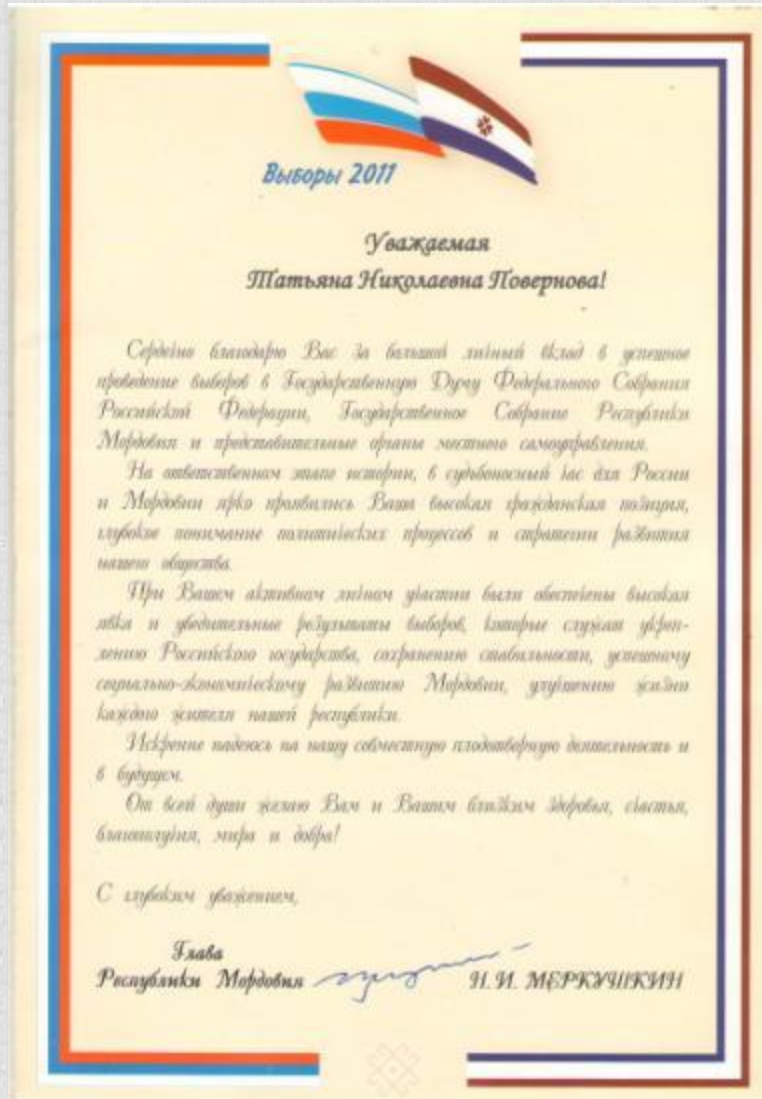 Выборы 2011
Уважаемая
Татьяна Николаевна Повернова!
Сердечно благодарю Вас за большой личный вклад в успешное
проведение выборов в Государственную Думу Федерального Собрания
Российской Федерации, Государственное Собрание Республики
Мордовия и представительные органы местного самоуправления.
На ответственном этапе истории, в судьбоносный час для России
и Мордовии ярко проявились Ваша высокая гражданская позиция,
глубокое понимание политических процессов и стратегии развития
нашего общества.
При Вашем активном личном участии были обеспечены высокая
явка и убедительные результаты выборов, которые служат укреп-
лению Российского государства, сохранению стабильности, успешному
социально-экономическому развитию Мордовии, улучшению жизни
каждого жителя нашей республики.
Искренне надеюсь на нашу совместную плодотворную деятельность и
в будущем.
От всей души желаю Вам и Вашим близким здоровья, счастья,
благополучия, мира и добра!
С глубоким уважением,
Глава
Республики Мордовия Н. И. МЕРКУШКИН